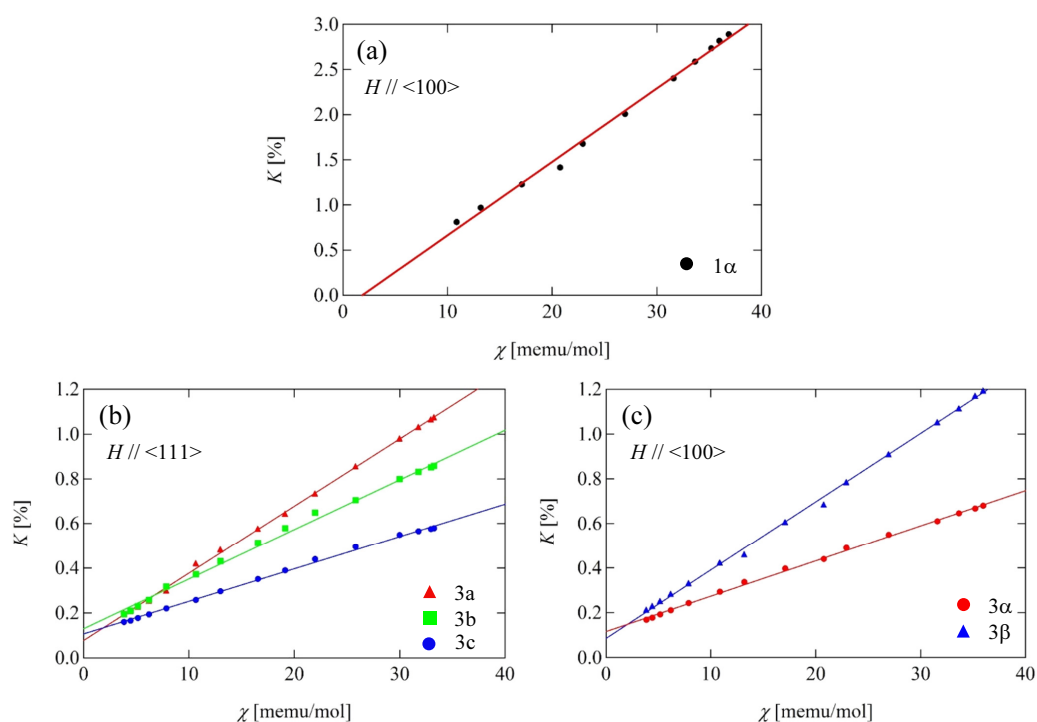 (a)
H // <100>
3.0
2.5
2.0
1.5
1.0
0.5
0.0
K [%]
0 10 20 30 40
χ [memu/mol]
1α
(b)
H // <111>
1.2
1.0
0.8
0.6
0.4
0.2
0.0
K [%]
0 10 20 30 40
χ [memu/mol]
3a
3b
3c
(c)
H // <100>
1.2
1.0
0.8
0.6
0.4
0.2
0.0
K [%]
0 10 20 30 40
χ [memu/mol]
3α
3β